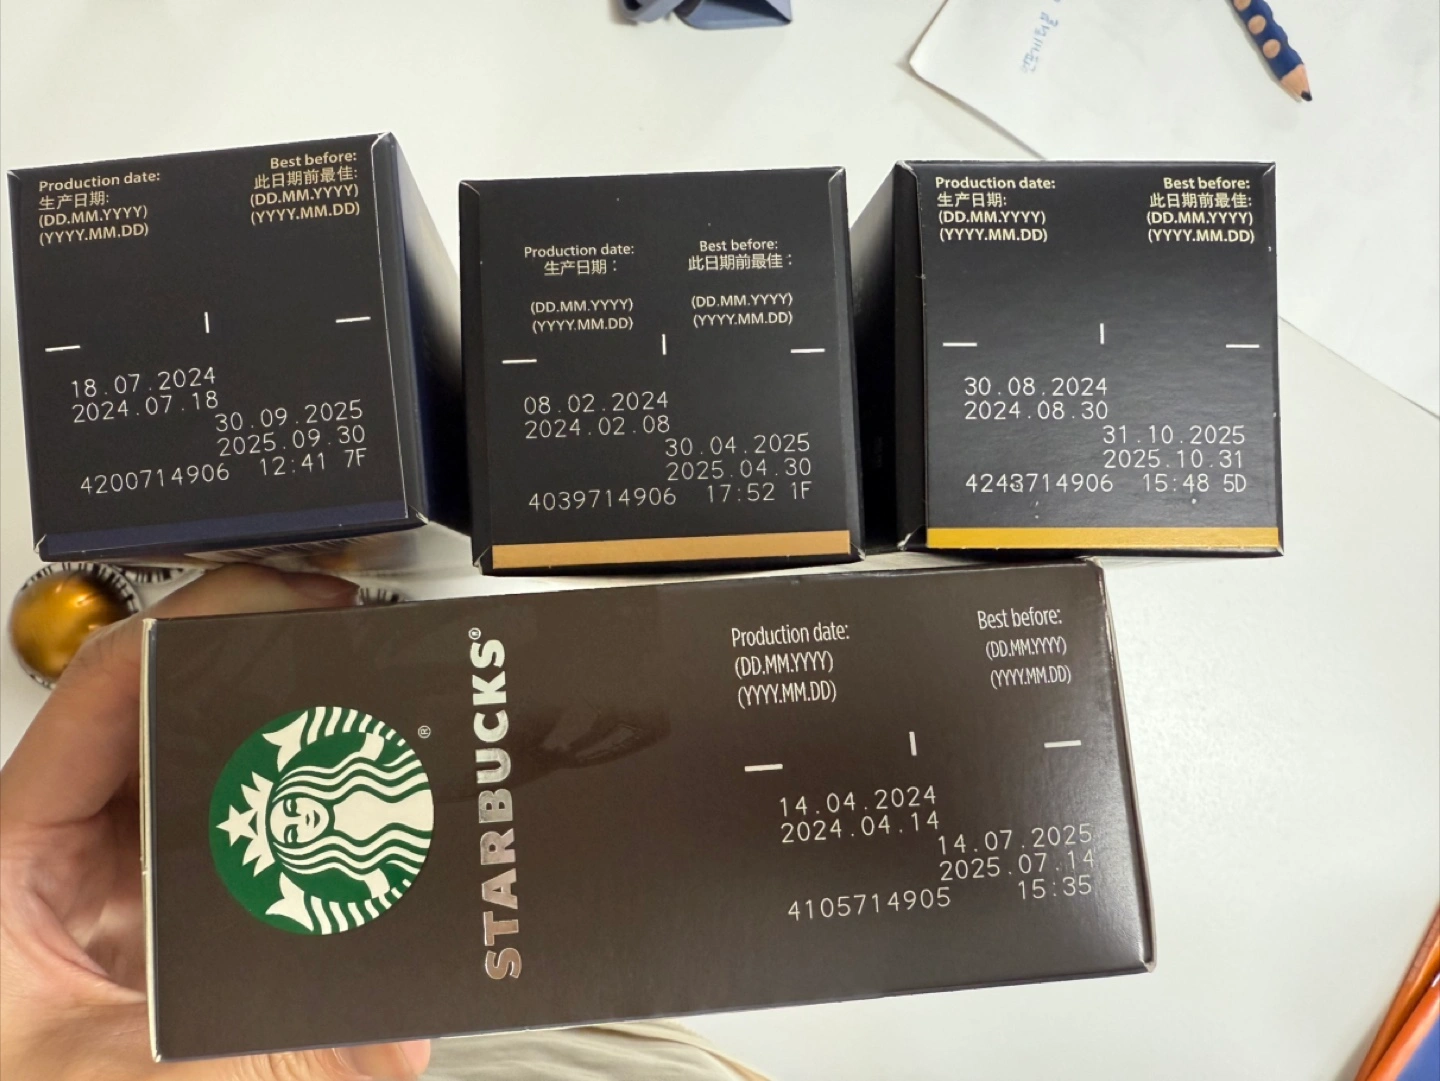 Production date:
生产日期:
(DD.MM.YYYY)
(YYYY.MM.DD)
Best before:
此日期前最佳:
(DD.MM.YYYY)
(YYYY.MM.DD)
18.07.2024
2024.07.18
30.09.2025
2025.09.30
4200714906 12:41 7F
Production date:
生产日期：
(DD.MM.YYYY)
(YYYY.MM.DD)
Best before:
此日期前最佳：
(DD.MM.YYYY)
(YYYY.MM.DD)
08.02.2024
2024.02.08
30.04.2025
2025.04.30
4039714906 17:52 1F
Production date:
生产日期:
(DD.MM.YYYY)
(YYYY.MM.DD)
Best before:
此日期前最佳:
(DD.MM.YYYY)
(YYYY.MM.DD)
30.08.2024
2024.08.30
31.10.2025
2025.10.31
4243714906 15:48 5D
STARBUCKS®
®
Production date:
(DD.MM.YYYY)
(YYYY.MM.DD)
Best before:
(DD.MM.YYYY)
(YYYY.MM.DD)
14.04.2024
2024.04.14
14.07.2025
2025.07.14
4105714905 15:35